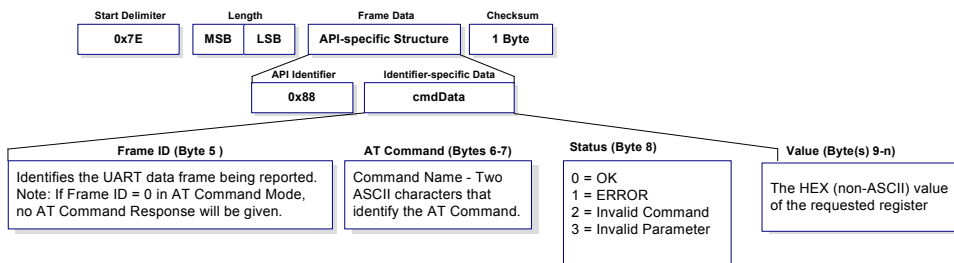 Start Delimiter
Length
Frame Data
Checksum
0x7E
MSB
LSB
API-specific Structure
1 Byte
API Identifier
Identifier-specific Data
0x88
cmdData
Frame ID (Byte 5 )
Identifies the UART data frame being reported.
Note: If Frame ID = 0 in AT Command Mode,
no AT Command Response will be given.
AT Command (Bytes 6-7)
Command Name - Two
ASCII characters that
identify the AT Command.
Status (Byte 8)
0 = OK
1 = ERROR
2 = Invalid Command
3 = Invalid Parameter
Value (Byte(s) 9-n)
The HEX (non-ASCII) value
of the requested register